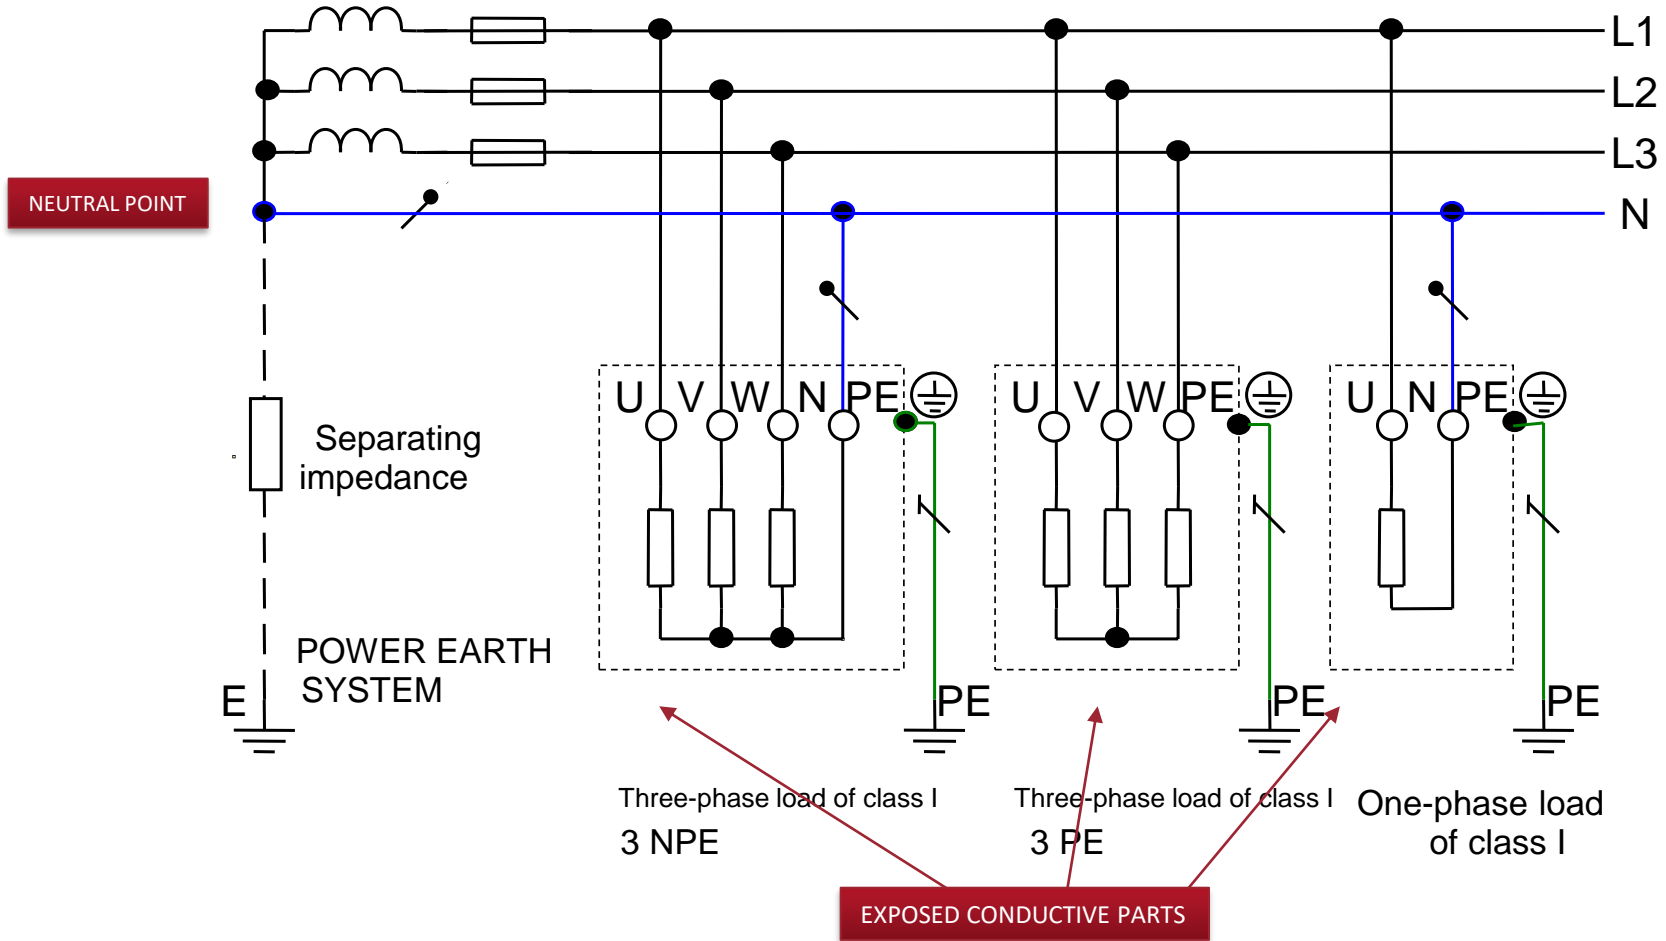 L1
L2
L3
NEUTRAL POINT
N
U V W N PE
U V W PE
U N PE
Separating
impedance
POWER EARTH
SYSTEM
E
PE
PE
PE
Three-phase load of class I
3 NPE
Three-phase load of class I
3 PE
One-phase load
of class I
EXPOSED CONDUCTIVE PARTS